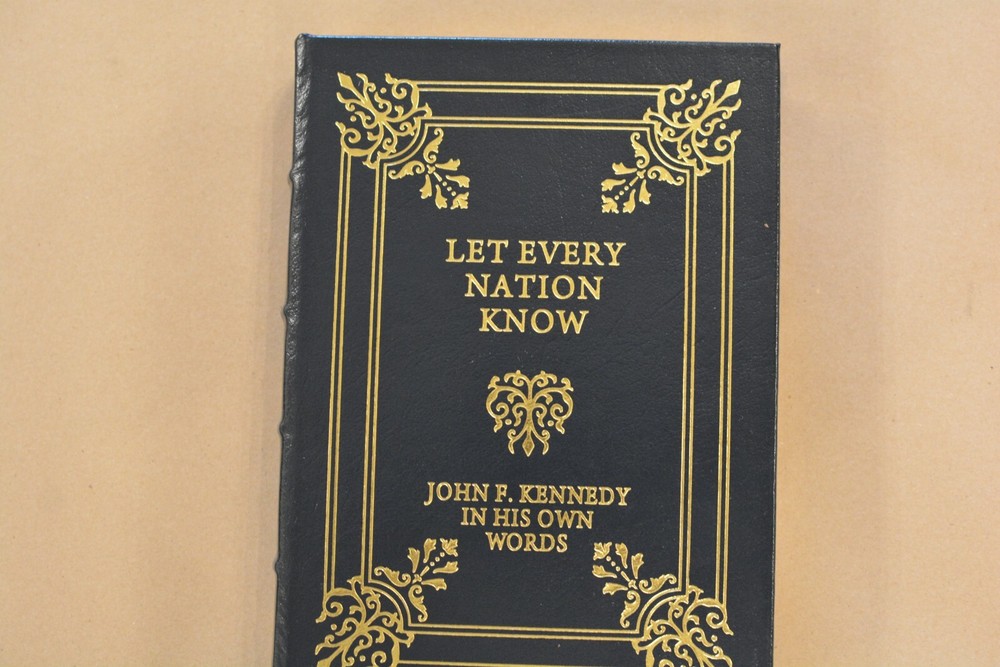 LET EVERY
NATION
KNOW
JOHN F. KENNEDY
IN HIS OWN
WORDS